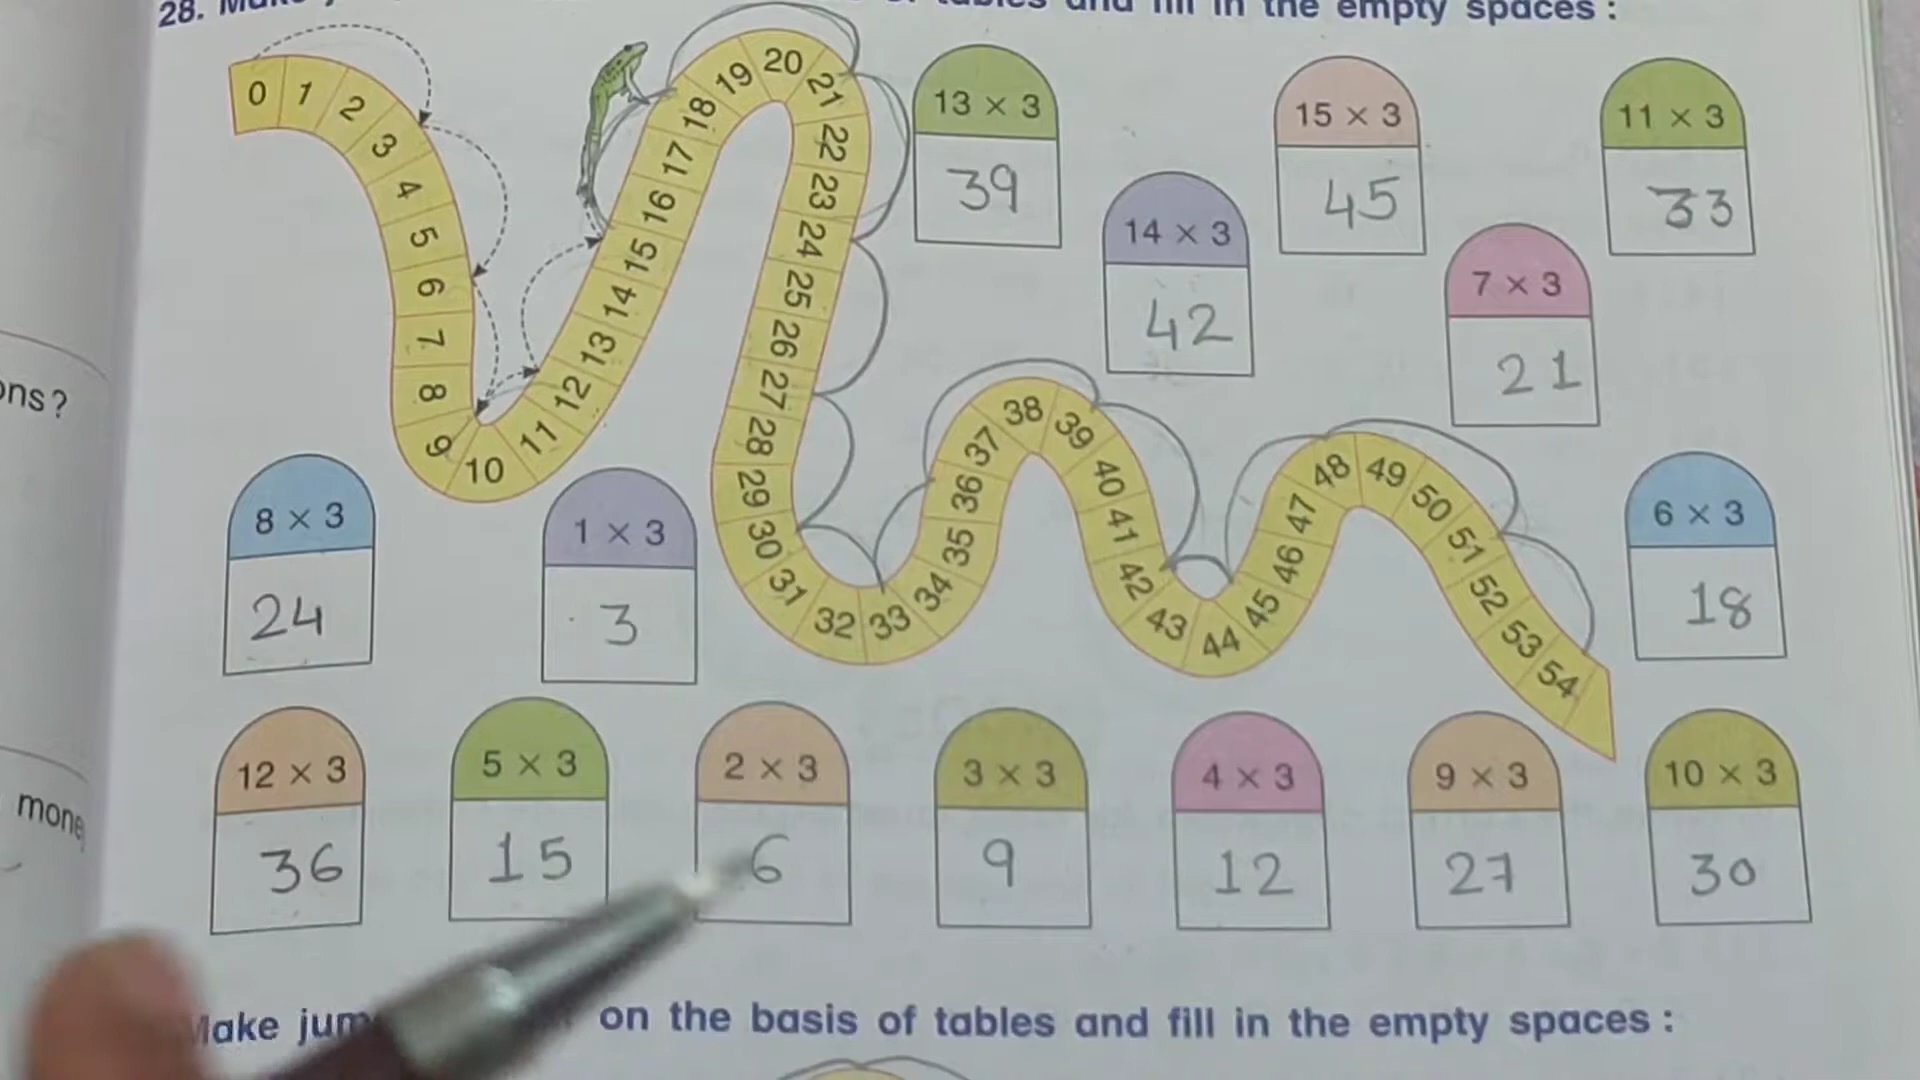 28.
of tables and fill in the empty spaces :
0 1 2 3 4 5 6 7 8 9 10 11 12 13 14 15 16 17 18 19 20 21 22 23 24 25 26 27 28 29 30 31 32 33 34 35 36 37 38 39 40 41 42 43 44 45 46 47 48 49 50 51 52 53 54
13 × 3
39
15 × 3
45
11 × 3
33
14 × 3
42
7 × 3
21
8 × 3
24
1 × 3
3
6 × 3
18
12 × 3
36
5 × 3
15
2 × 3
6
3 × 3
9
4 × 3
12
9 × 3
27
10 × 3
30
Make on the basis of tables and fill in the empty spaces :
ons?